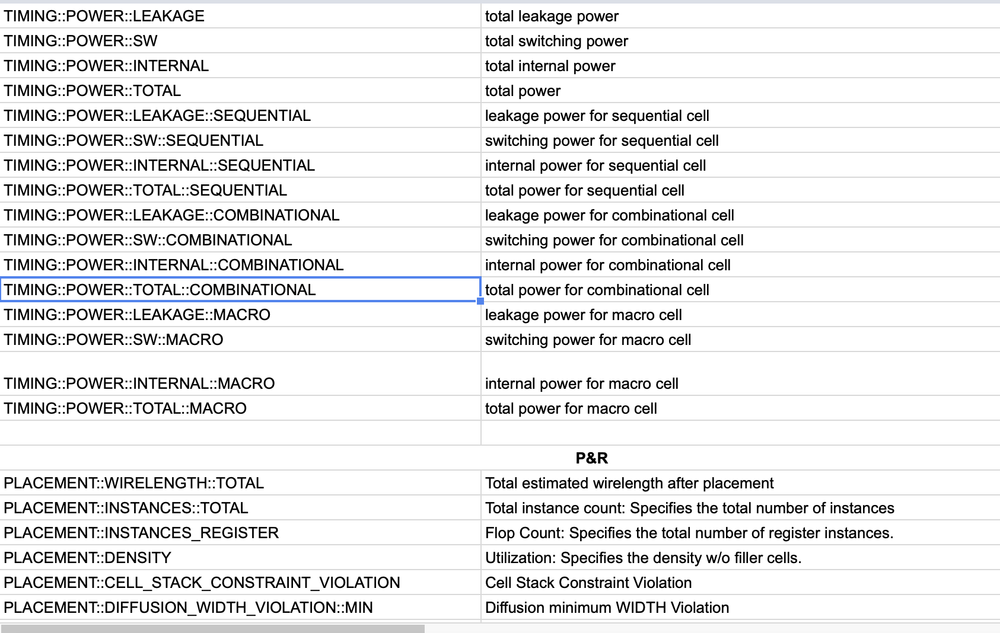 TIMING::POWER::LEAKAGE total leakage power
TIMING::POWER::SW total switching power
TIMING::POWER::INTERNAL total internal power
TIMING::POWER::TOTAL total power
TIMING::POWER::LEAKAGE::SEQUENTIAL leakage power for sequential cell
TIMING::POWER::SW::SEQUENTIAL switching power for sequential cell
TIMING::POWER::INTERNAL::SEQUENTIAL internal power for sequential cell
TIMING::POWER::TOTAL::SEQUENTIAL total power for sequential cell
TIMING::POWER::LEAKAGE::COMBINATIONAL leakage power for combinational cell
TIMING::POWER::SW::COMBINATIONAL switching power for combinational cell
TIMING::POWER::INTERNAL::COMBINATIONAL internal power for combinational cell
TIMING::POWER::TOTAL::COMBINATIONAL total power for combinational cell
TIMING::POWER::LEAKAGE::MACRO leakage power for macro cell
TIMING::POWER::SW::MACRO switching power for macro cell
TIMING::POWER::INTERNAL::MACRO internal power for macro cell
TIMING::POWER::TOTAL::MACRO total power for macro cell
P&R
PLACEMENT::WIRELENGTH::TOTAL Total estimated wirelength after placement
PLACEMENT::INSTANCES::TOTAL Total instance count: Specifies the total number of instances
PLACEMENT::INSTANCES_REGISTER Flop Count: Specifies the total number of register instances.
PLACEMENT::DENSITY Utilization: Specifies the density w/o filler cells.
PLACEMENT::CELL_STACK_CONSTRAINT_VIOLATION Cell Stack Constraint Violation
PLACEMENT::DIFFUSION_WIDTH_VIOLATION::MIN Diffusion minimum WIDTH Violation